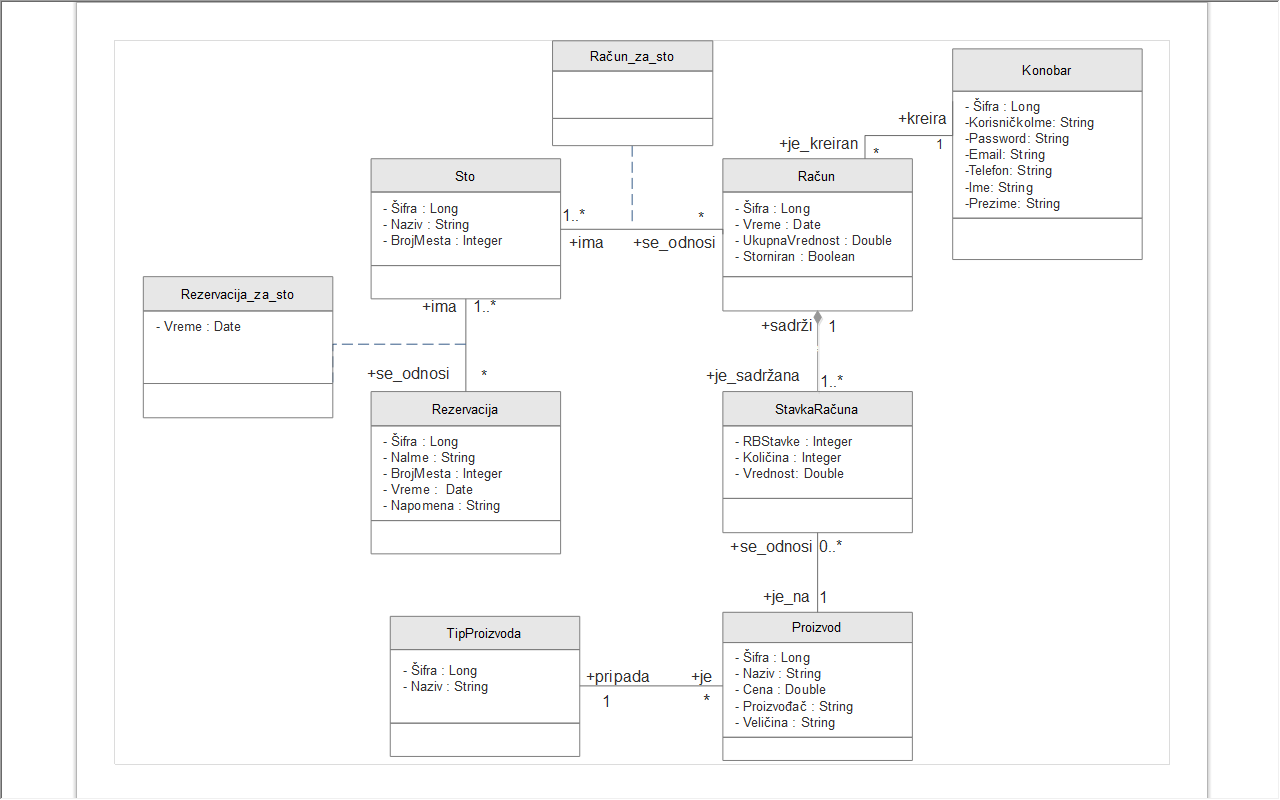 Račun_za_sto
Konobar
- Šifra : Long
-KorisničkoIme: String
-Password: String
-Email: String
-Telefon: String
-Ime: String
-Prezime: String
+kreira
1
+je_kreiran
*
Sto
- Šifra : Long
- Naziv : String
- BrojMesta : Integer
1..*
*
+ima
+se_odnosi
Račun
- Šifra : Long
- Vreme : Date
- UkupnaVrednost : Double
- Storniran : Boolean
Rezervacija_za_sto
- Vreme : Date
+ima
1..*
+se_odnosi
*
+sadrži
1
+je_sadržana
1..*
Rezervacija
- Šifra : Long
- NaIme : String
- BrojMesta : Integer
- Vreme : Date
- Napomena : String
StavkaRačuna
- RBStavke : Integer
- Količina : Integer
- Vrednost: Double
+se_odnosi
0..*
+je_na
1
TipProizvoda
- Šifra : Long
- Naziv : String
+pripada
+je
1
*
Proizvod
- Šifra : Long
- Naziv : String
- Cena : Double
- Proizvođač : String
- Veličina : String